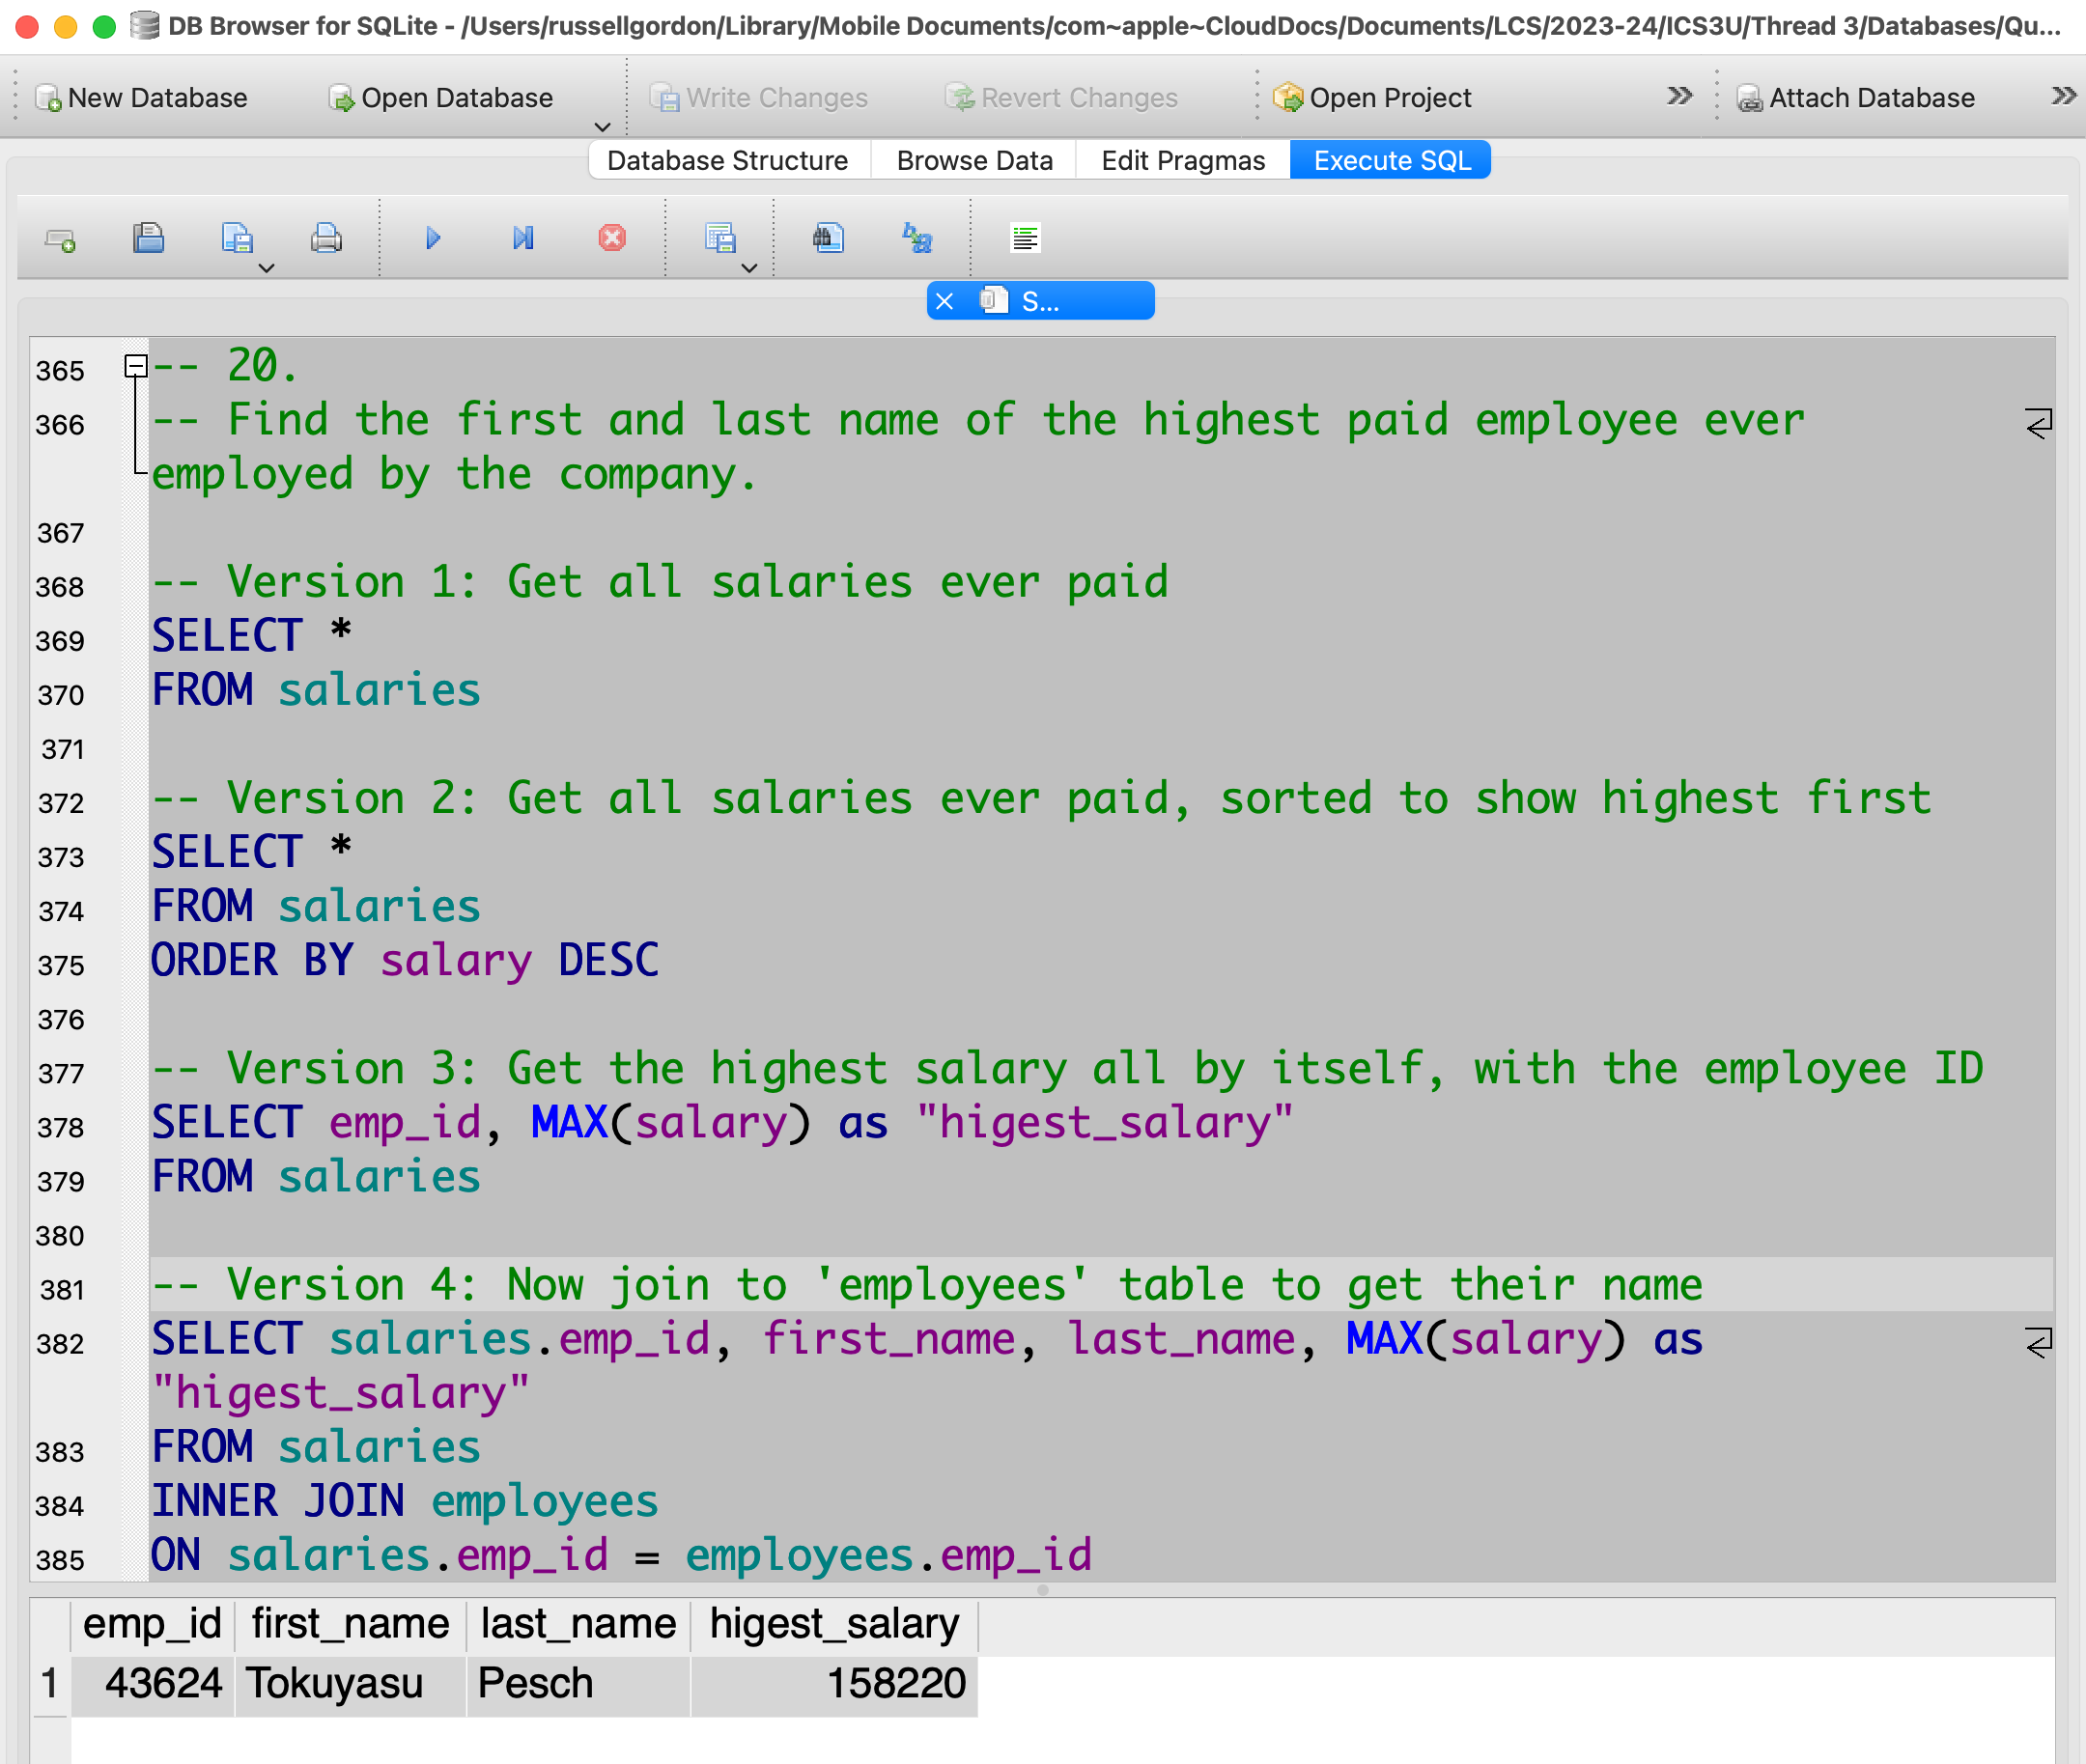 DB Browser for SQLite - /Users/russellgordon/Library/Mobile Documents/com~apple~CloudDocs/Documents/LCS/2023-24/ICS3U/Thread 3/Databases/Qu...
New Database Open Database Write Changes Revert Changes Open Project » Attach Database »
Database Structure Browse Data Edit Pragmas Execute SQL
S...
365 -- 20.
366 -- Find the first and last name of the highest paid employee ever
employed by the company.
367
368 -- Version 1: Get all salaries ever paid
369 SELECT *
370 FROM salaries
371
372 -- Version 2: Get all salaries ever paid, sorted to show highest first
373 SELECT *
374 FROM salaries
375 ORDER BY salary DESC
376
377 -- Version 3: Get the highest salary all by itself, with the employee ID
378 SELECT emp_id, MAX(salary) as "higest_salary"
379 FROM salaries
380
381 -- Version 4: Now join to 'employees' table to get their name
382 SELECT salaries.emp_id, first_name, last_name, MAX(salary) as
"higest_salary"
383 FROM salaries
384 INNER JOIN employees
385 ON salaries.emp_id = employees.emp_id
emp_id first_name last_name higest_salary
1 43624 Tokuyasu Pesch 158220